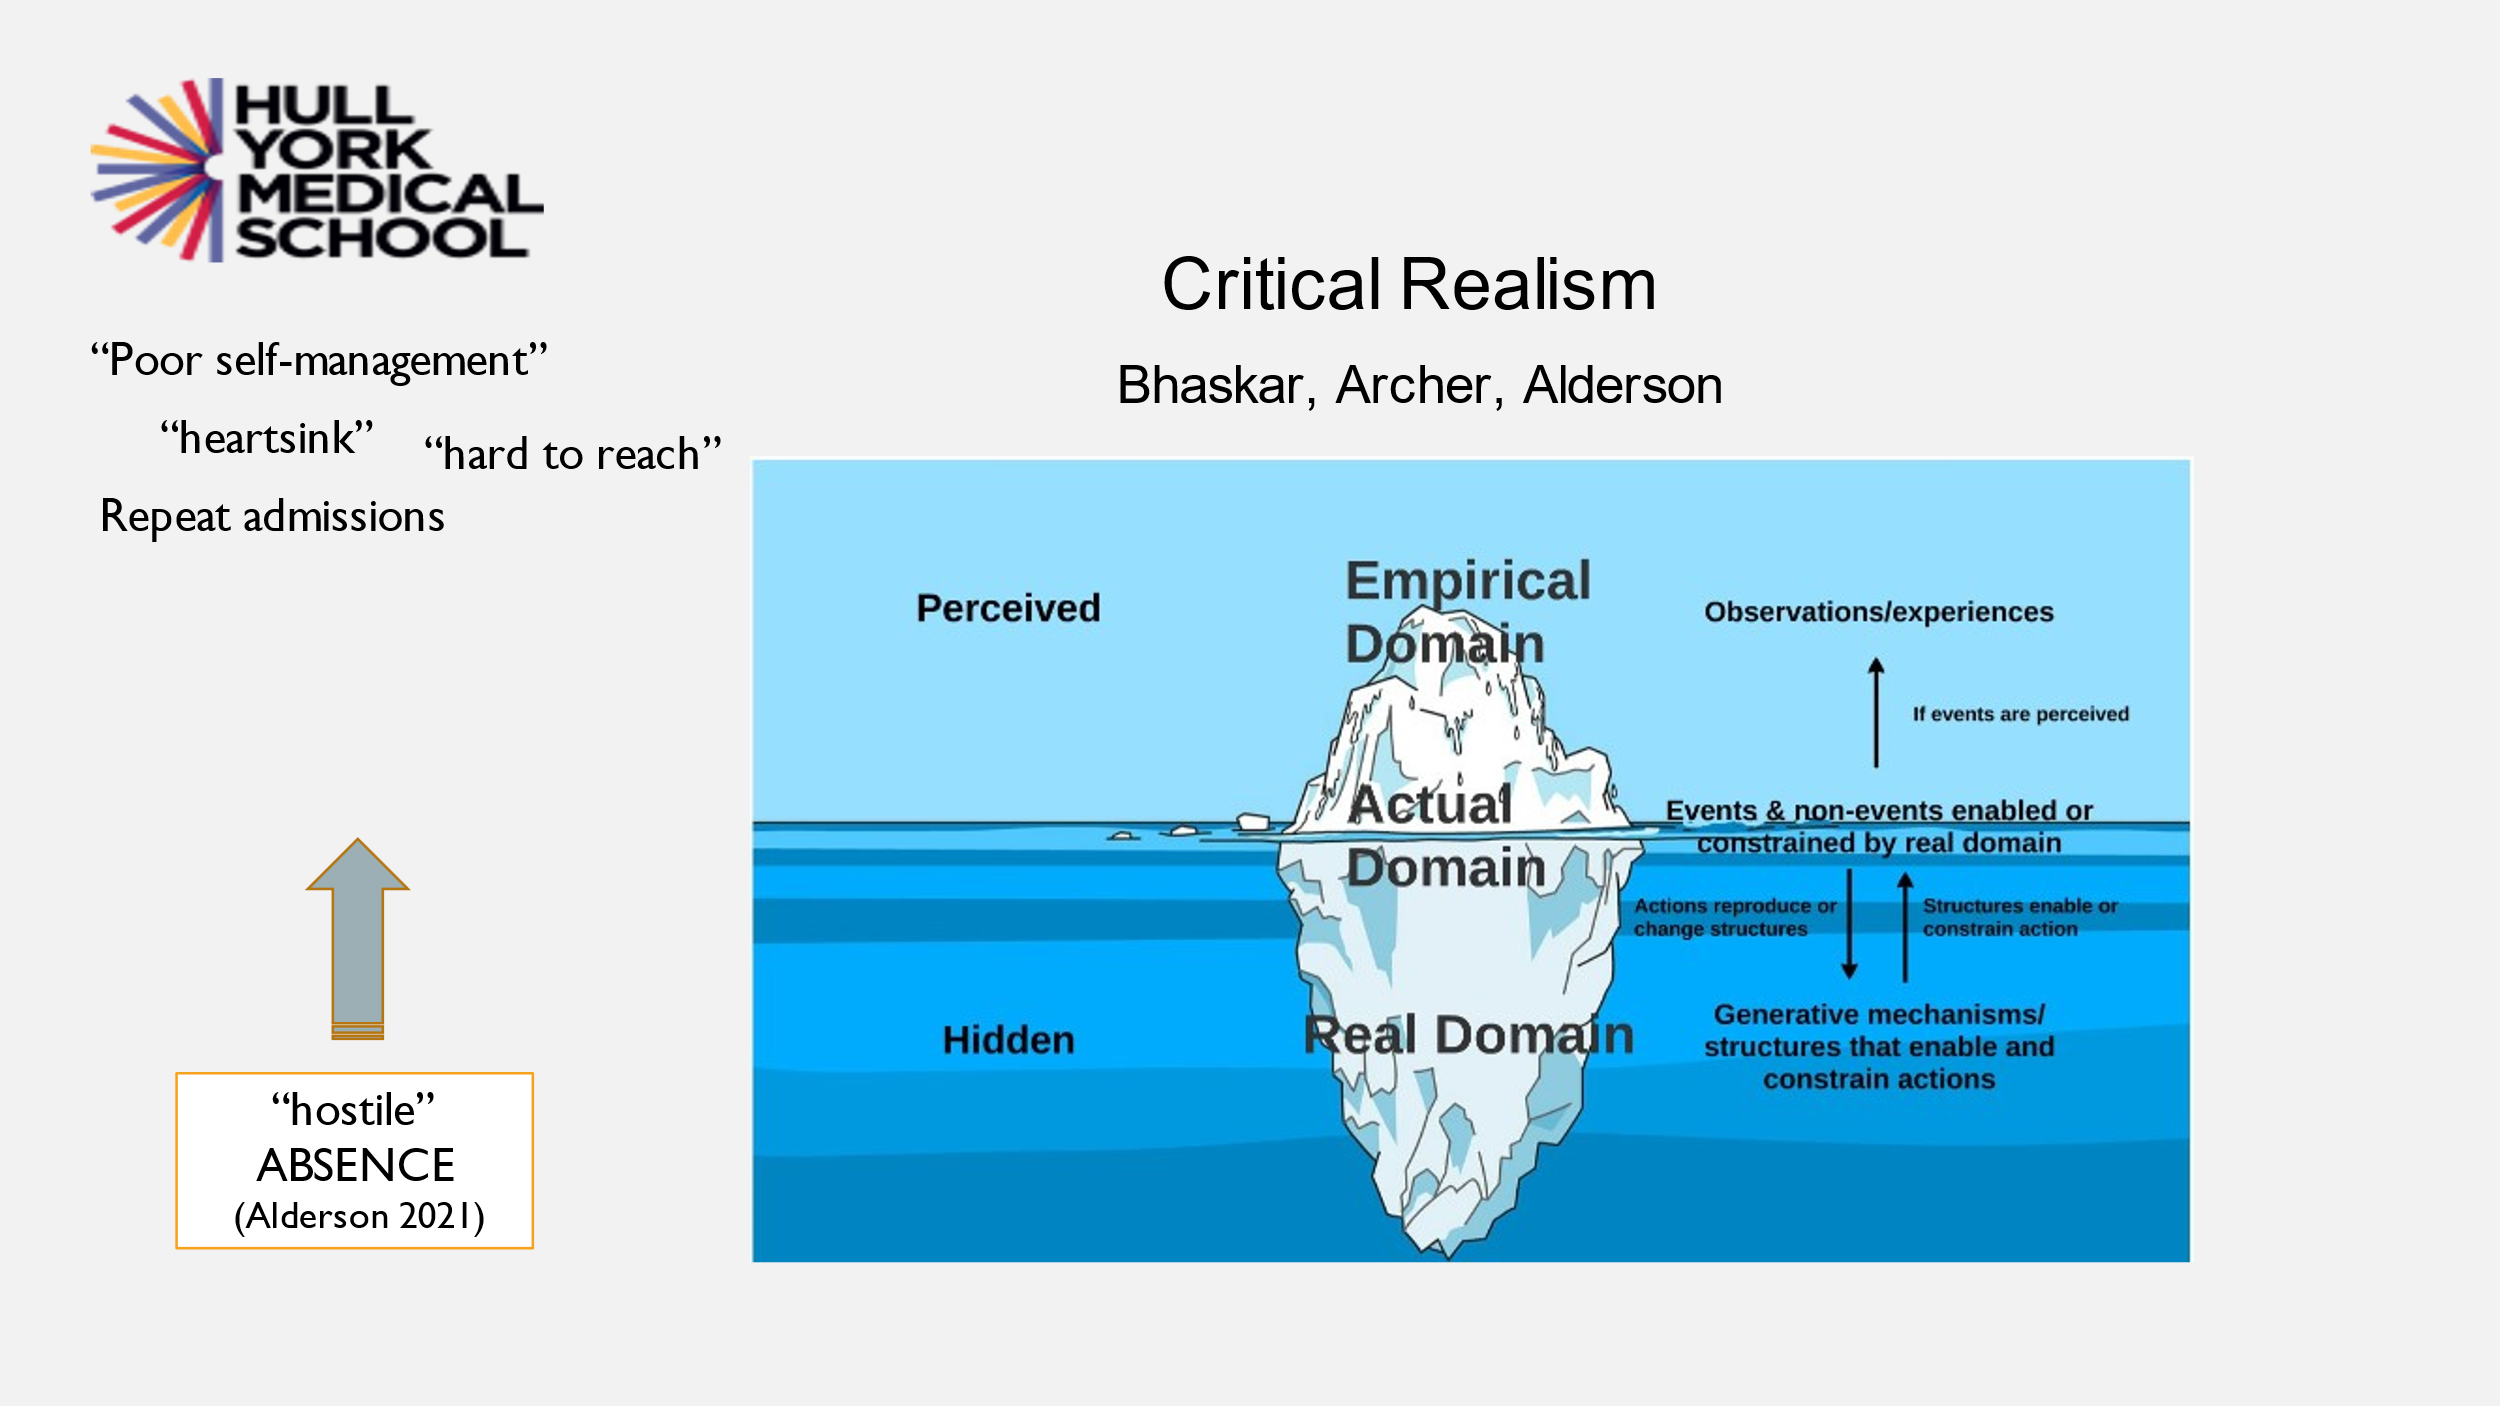 HULL
YORK
MEDICAL
SCHOOL
Critical Realism
Bhaskar, Archer, Alderson
“Poor self-management”
“heartsink”
“hard to reach”
Repeat admissions
“hostile”
ABSENCE
(Alderson 2021)
Perceived
Hidden
Empirical
Domain
Actual
Domain
Real Domain
Observations/experiences
If events are perceived
Events & non-events enabled or
constrained by real domain
Actions reproduce or
change structures
Structures enable or
constrain action
Generative mechanisms/
structures that enable and
constrain actions